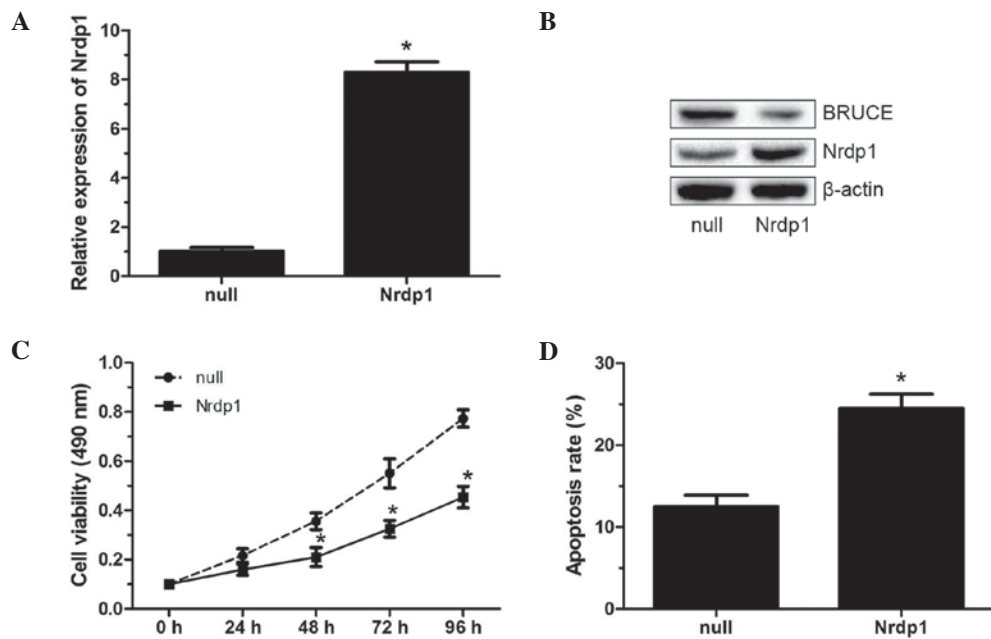 A
Relative expression of Nrdp1
10
8
6
4
2
0
*
null
Nrdp1
B
BRUCE
Nrdp1
β-actin
null Nrdp1
C
Cell viability (490 nm)
1.0
0.8
0.6
0.4
0.2
0.0
null
Nrdp1
*
*
*
0 h 24 h 48 h 72 h 96 h
D
Apoptosis rate (%)
30
20
10
0
*
null
Nrdp1